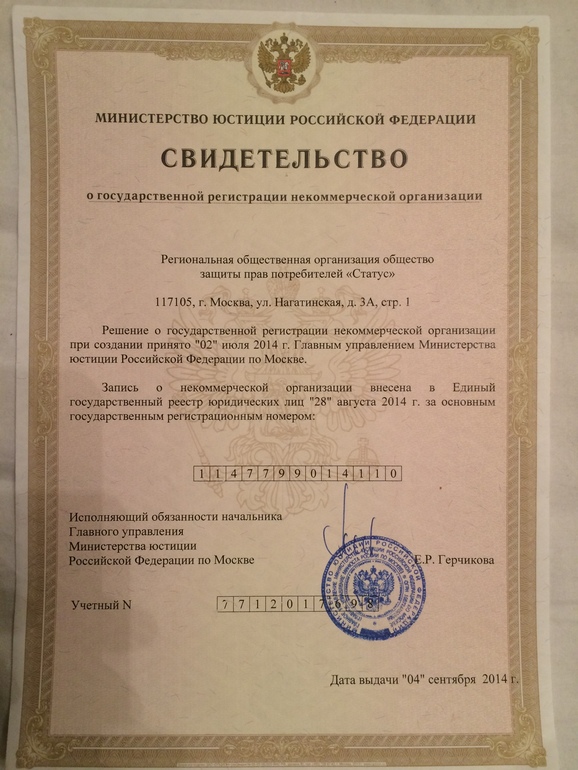 МИНИСТЕРСТВО ЮСТИЦИИ РОССИЙСКОЙ ФЕДЕРАЦИИ
СВИДЕТЕЛЬСТВО
о государственной регистрации некоммерческой организации
Региональная общественная организация общество
защиты прав потребителей «Статус»
117105, г. Москва, ул. Нагатинская, д. 3А, стр. 1
Решение о государственной регистрации некоммерческой организации
при создании принято "02" июля 2014 г. Главным управлением Министерства
юстиции Российской Федерации по Москве.
Запись о некоммерческой организации внесена в Единый
государственный реестр юридических лиц "28" августа 2014 г. за основным
государственным регистрационным номером:
1147799014110
Исполняющий обязанности начальника
Главного управления
Министерства юстиции
Российской Федерации по Москве
Е.Р. Герчикова
Учетный N
7712017698
Дата выдачи "04" сентября 2014 г.